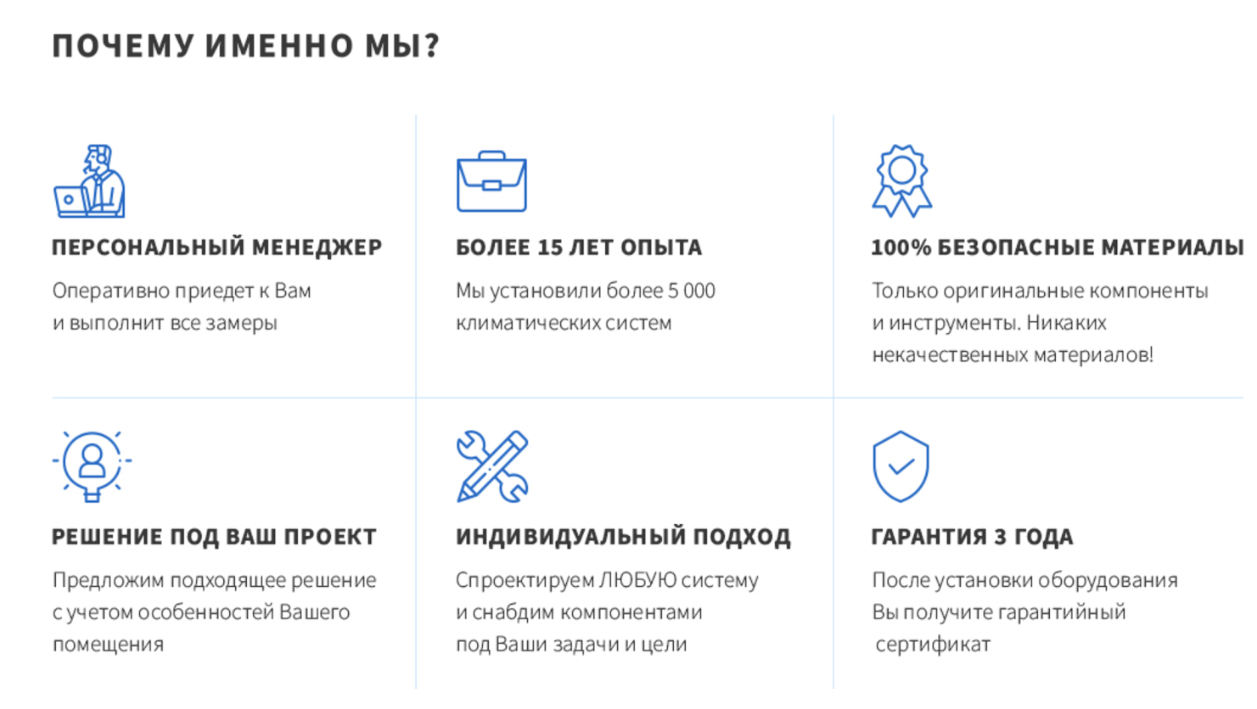 ПОЧЕМУ ИМЕННО МЫ?
ПЕРСОНАЛЬНЫЙ МЕНЕДЖЕР
Оперативно приедет к Вам
и выполнит все замеры
БОЛЕЕ 15 ЛЕТ ОПЫТА
Мы установили более 5 000
климатических систем
100% БЕЗОПАСНЫЕ МАТЕРИАЛЫ
Только оригинальные компоненты
и инструменты. Никаких
некачественных материалов!
РЕШЕНИЕ ПОД ВАШ ПРОЕКТ
Предложим подходящее решение
с учетом особенностей Вашего
помещения
ИНДИВИДУАЛЬНЫЙ ПОДХОД
Спроектируем ЛЮБУЮ систему
и снабдим компонентами
под Ваши задачи и цели
ГАРАНТИЯ 3 ГОДА
После установки оборудования
Вы получите гарантийный
сертификат